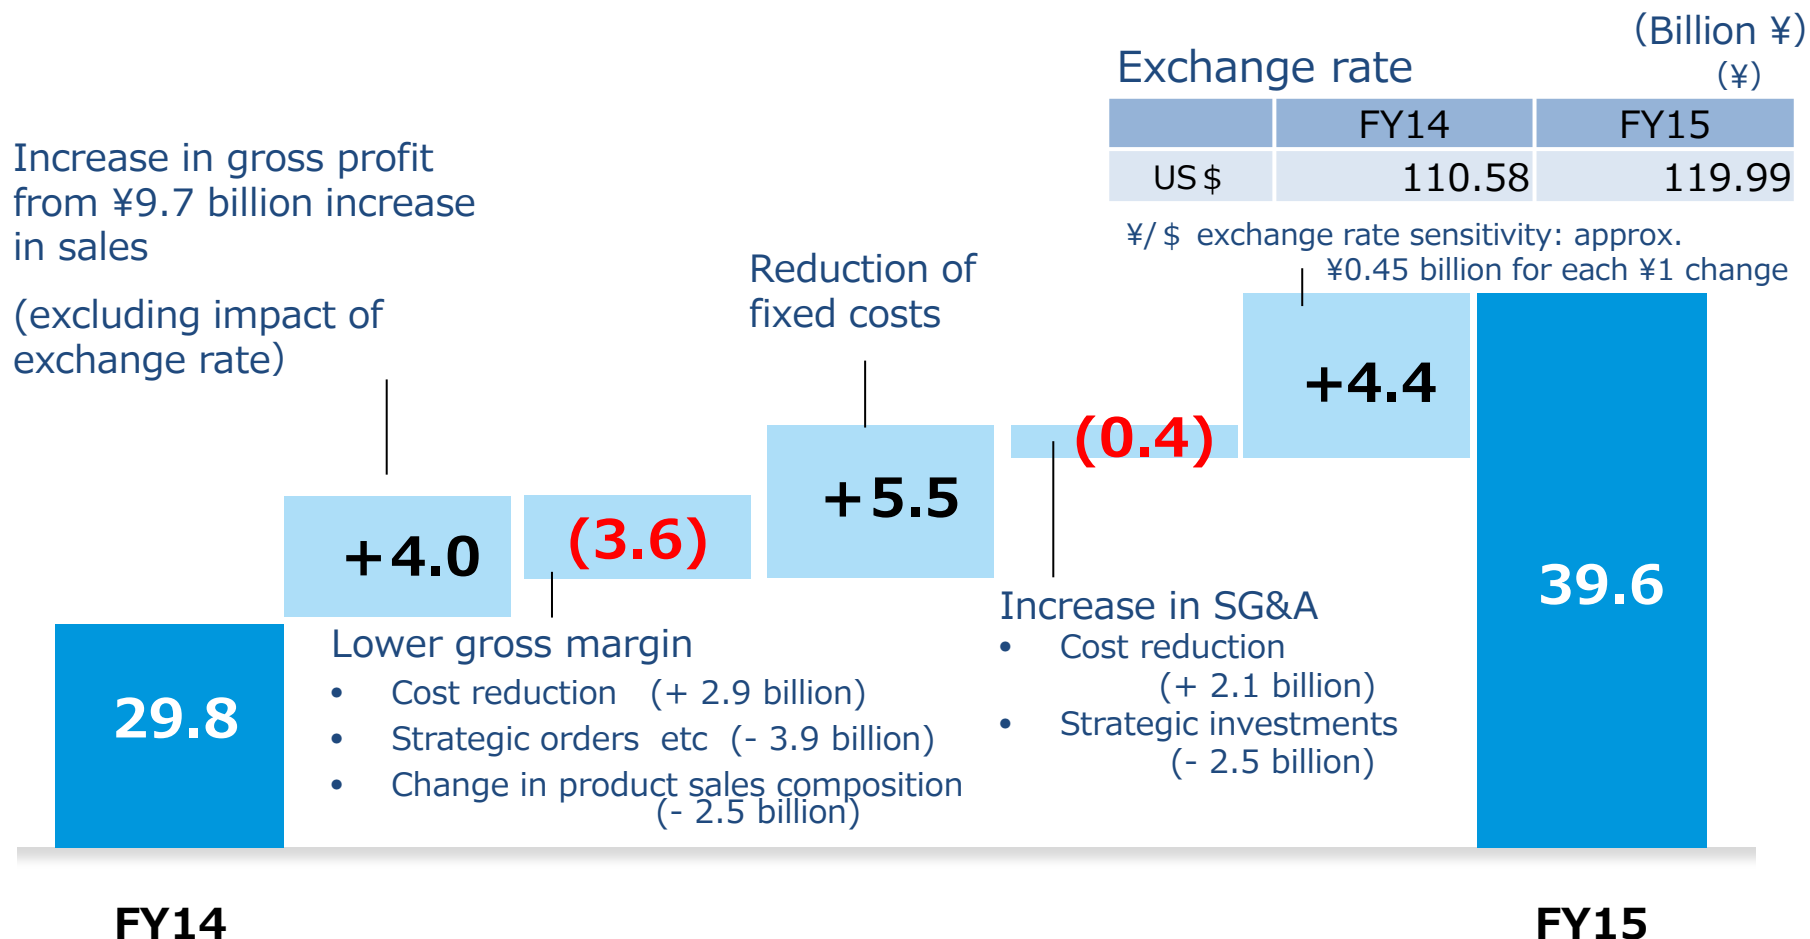 (Billion ¥)
Exchange rate
(¥)
FY14 FY15
US＄ 110.58 119.99
¥/＄ exchange rate sensitivity: approx.
¥0.45 billion for each ¥1 change
Increase in gross profit
from ¥9.7 billion increase
in sales
(excluding impact of
exchange rate)
Reduction of
fixed costs
29.8
+4.0
(3.6)
+5.5
(0.4)
+4.4
39.6
Lower gross margin
• Cost reduction (+ 2.9 billion)
• Strategic orders etc (- 3.9 billion)
• Change in product sales composition
(- 2.5 billion)
Increase in SG&A
• Cost reduction
(+ 2.1 billion)
• Strategic investments
(- 2.5 billion)
FY14
FY15